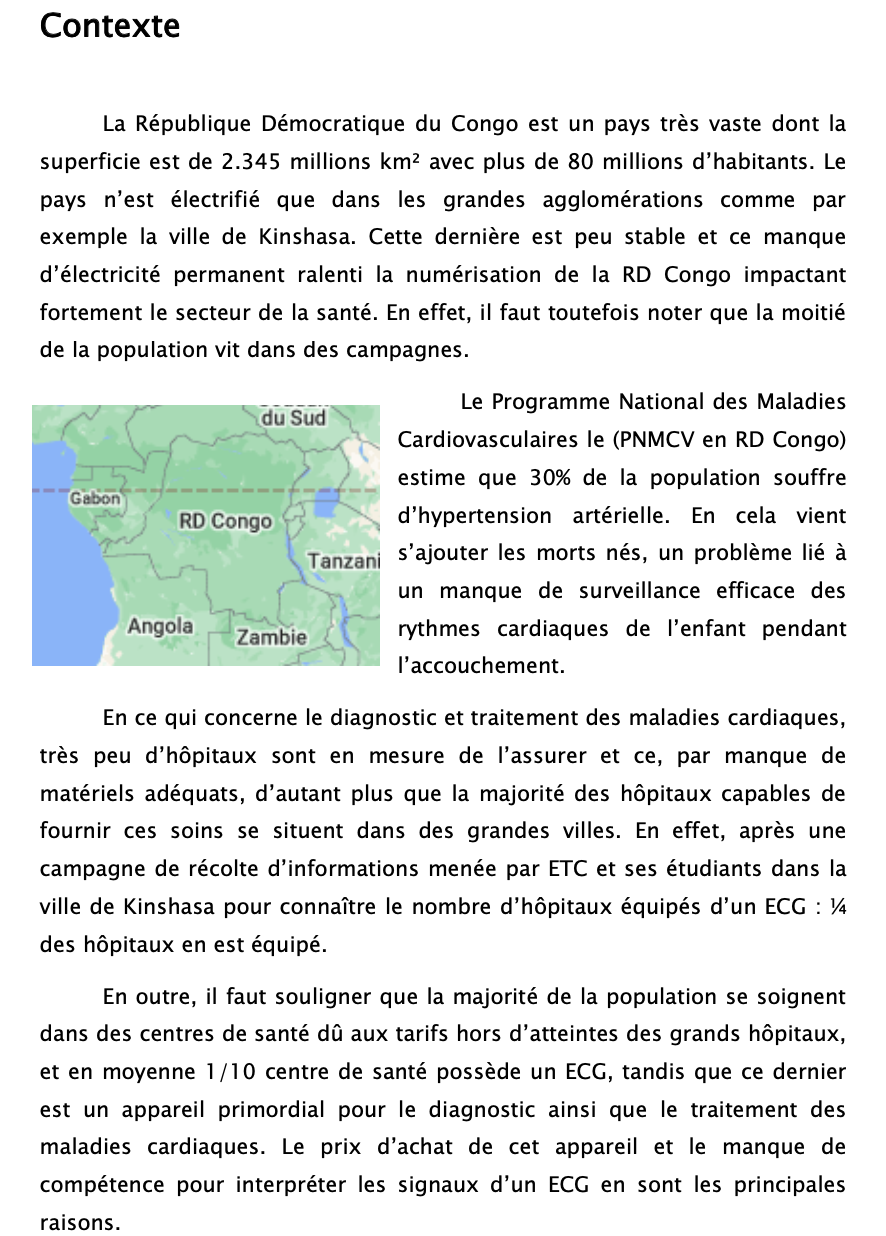 Contexte
La République Démocratique du Congo est un pays très vaste dont la
superficie est de 2.345 millions km² avec plus de 80 millions d’habitants. Le
pays n’est électrifié que dans les grandes agglomérations comme par
exemple la ville de Kinshasa. Cette dernière est peu stable et ce manque
d’électricité permanent ralenti la numérisation de la RD Congo impactant
fortement le secteur de la santé. En effet, il faut toutefois noter que la moitié
de la population vit dans des campagnes.
du Sud
Gabon
RD Congo
Tanzani
Angola
Zambie
Le Programme National des Maladies
Cardiovasculaires le (PNMCV en RD Congo)
estime que 30% de la population souffre
d’hypertension artérielle. En cela vient
s’ajouter les morts nés, un problème lié à
un manque de surveillance efficace des
rythmes cardiaques de l’enfant pendant
l’accouchement.
En ce qui concerne le diagnostic et traitement des maladies cardiaques,
très peu d’hôpitaux sont en mesure de l’assurer et ce, par manque de
matériels adéquats, d’autant plus que la majorité des hôpitaux capables de
fournir ces soins se situent dans des grandes villes. En effet, après une
campagne de récolte d’informations menée par ETC et ses étudiants dans la
ville de Kinshasa pour connaître le nombre d’hôpitaux équipés d’un ECG : ¼
des hôpitaux en est équipé.
En outre, il faut souligner que la majorité de la population se soignent
dans des centres de santé dû aux tarifs hors d’atteintes des grands hôpitaux,
et en moyenne 1/10 centre de santé possède un ECG, tandis que ce dernier
est un appareil primordial pour le diagnostic ainsi que le traitement des
maladies cardiaques. Le prix d’achat de cet appareil et le manque de
compétence pour interpréter les signaux d’un ECG en sont les principales
raisons.